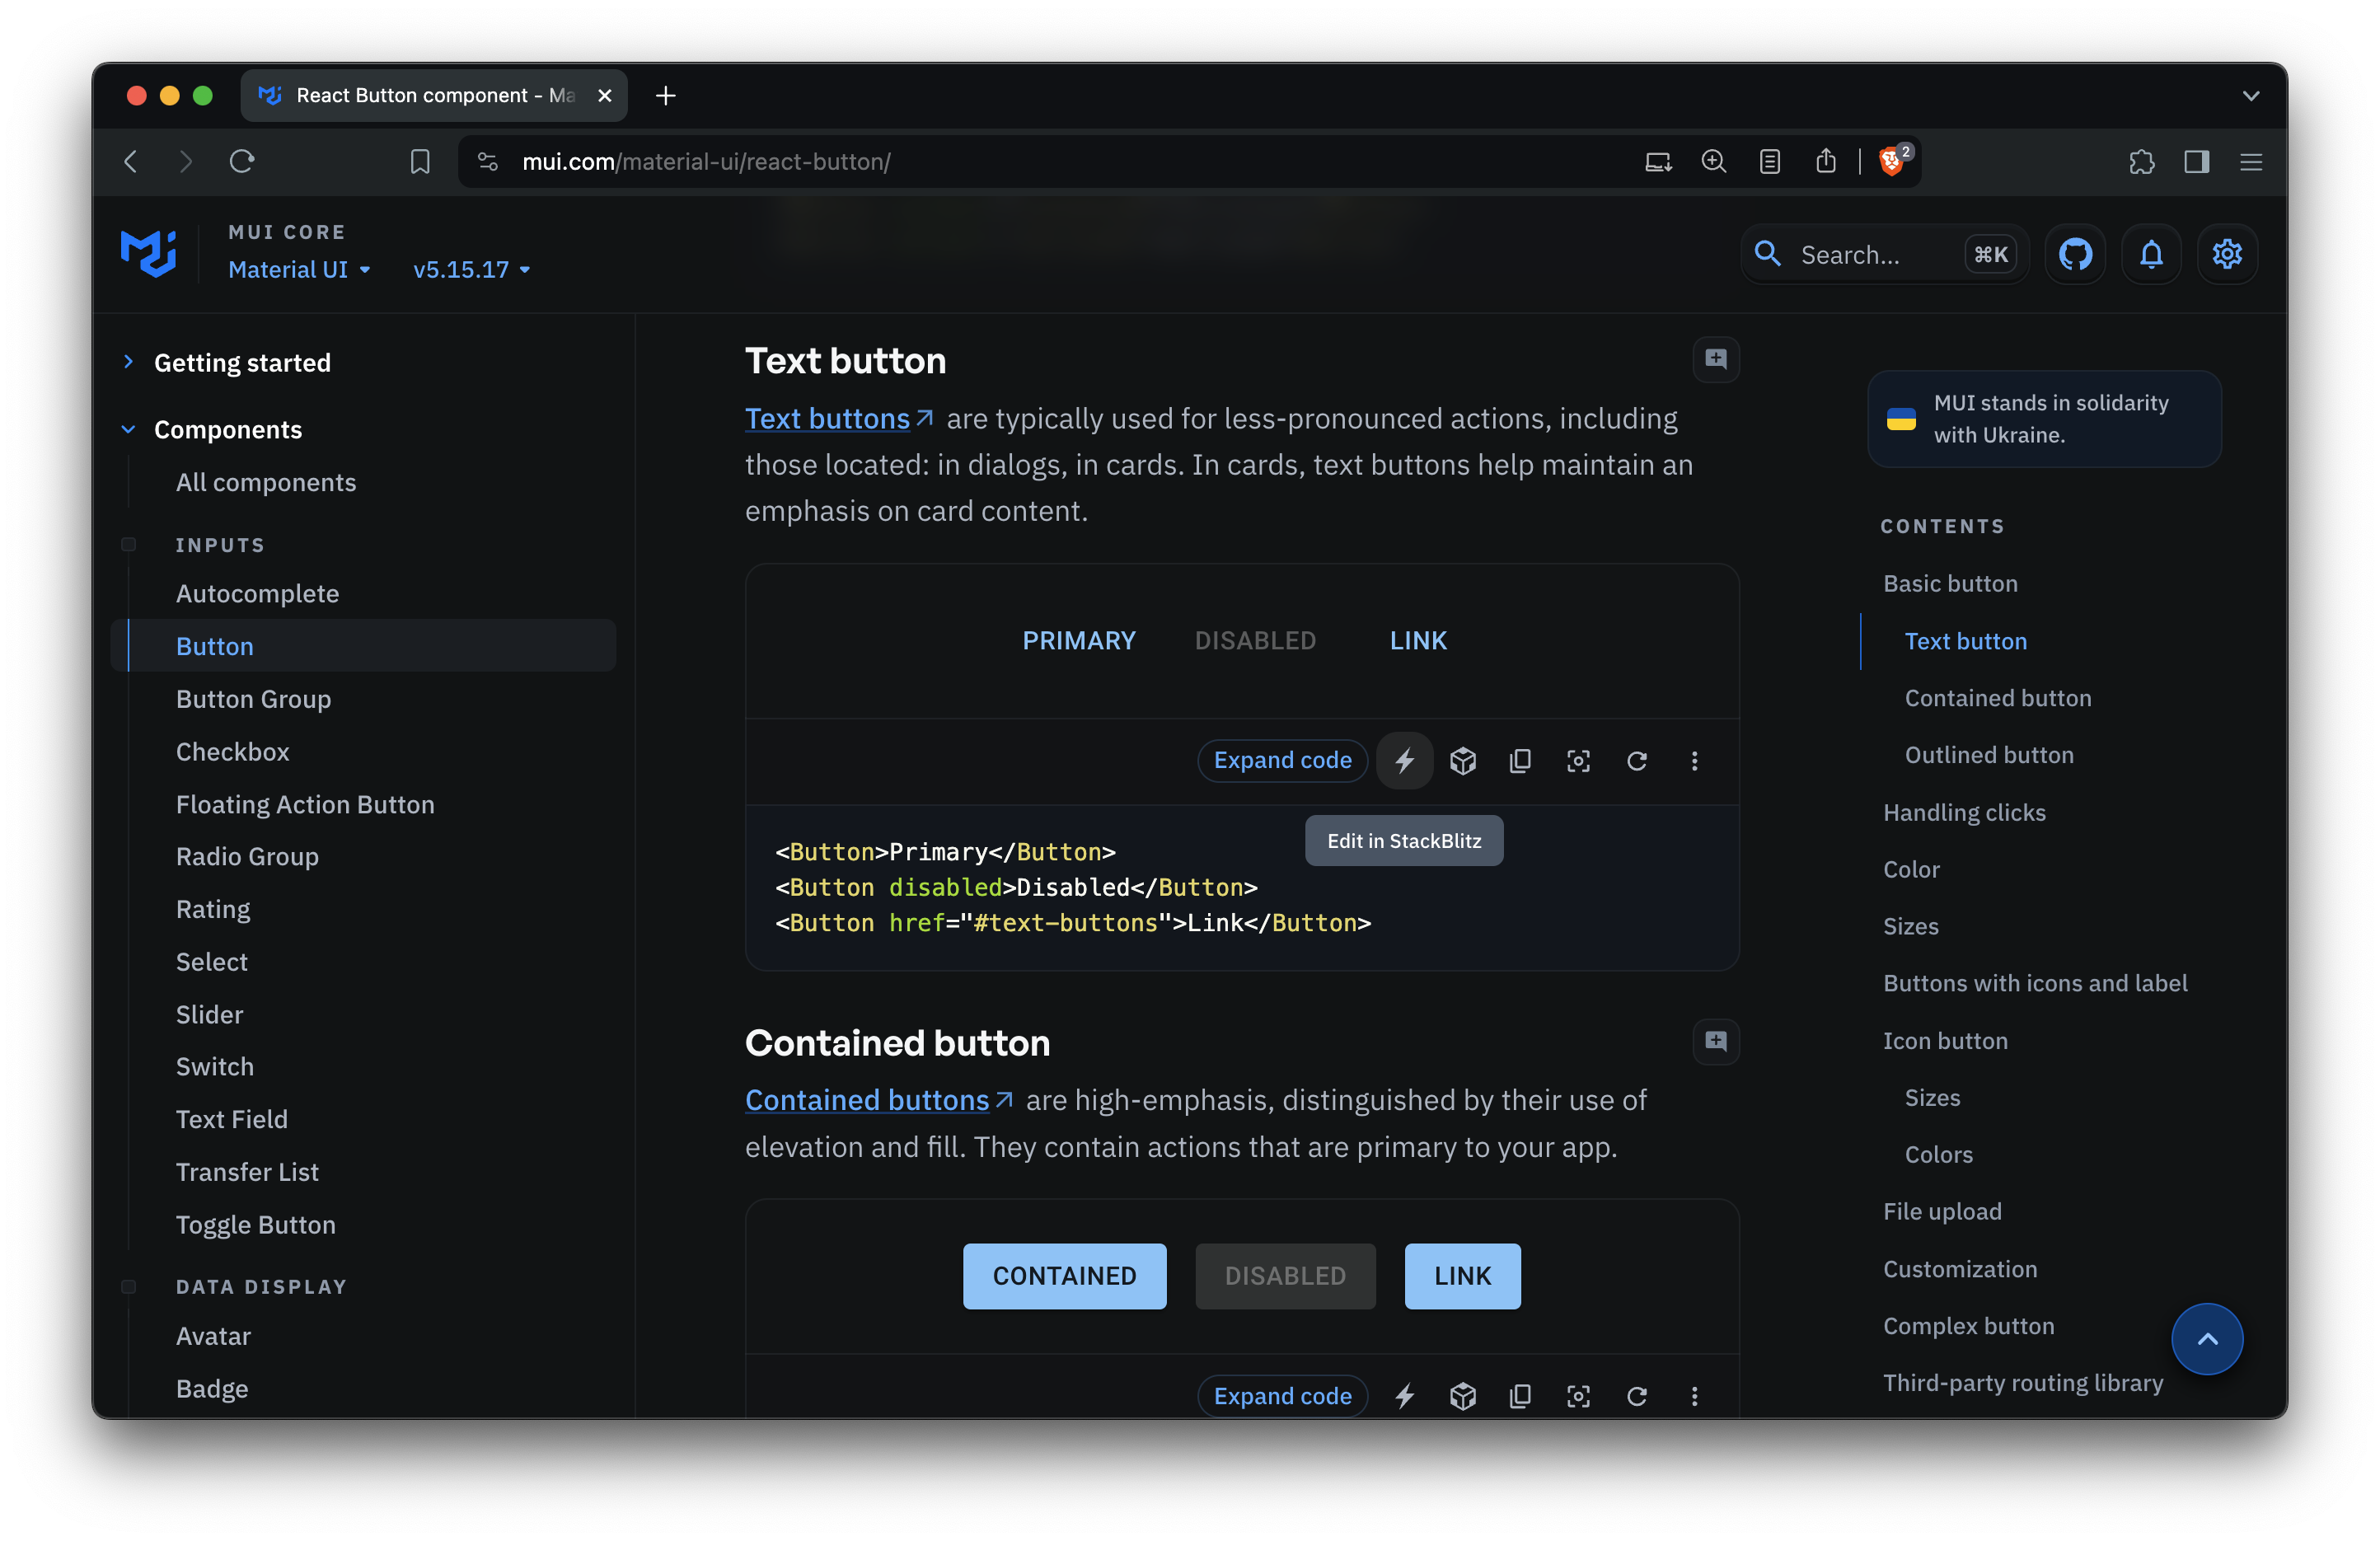 React Button component - Ma
mui.com/material-ui/react-button/
2
MUI CORE
Material UI
v5.15.17
Search...
⌘K
Getting started
Components
All components
INPUTS
Autocomplete
Button
Button Group
Checkbox
Floating Action Button
Radio Group
Rating
Select
Slider
Switch
Text Field
Transfer List
Toggle Button
DATA DISPLAY
Avatar
Badge
Text button
Text buttons are typically used for less-pronounced actions, including
those located: in dialogs, in cards. In cards, text buttons help maintain an
emphasis on card content.
PRIMARY DISABLED LINK
Expand code
Edit in StackBlitz
<Button>Primary</Button>
<Button disabled>Disabled</Button>
<Button href="#text-buttons">Link</Button>
Contained button
Contained buttons are high-emphasis, distinguished by their use of
elevation and fill. They contain actions that are primary to your app.
CONTAINED DISABLED LINK
Expand code
MUI stands in solidarity
with Ukraine.
CONTENTS
Basic button
Text button
Contained button
Outlined button
Handling clicks
Color
Sizes
Buttons with icons and label
Icon button
Sizes
Colors
File upload
Customization
Complex button
Third-party routing library